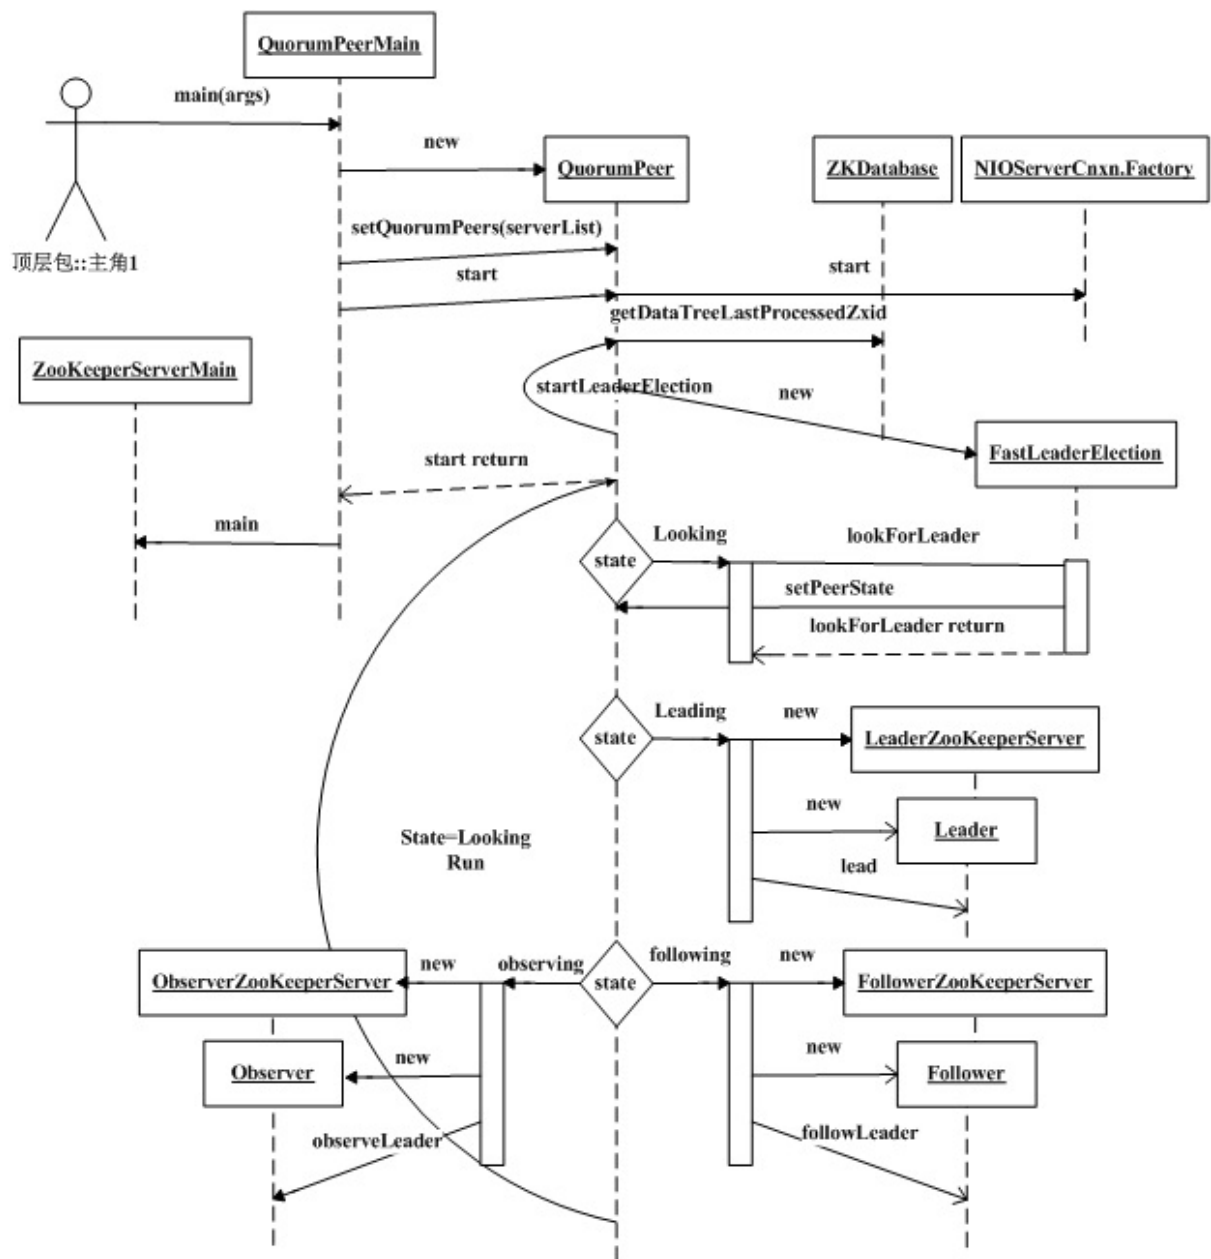 QuorumPeerMain
main(args)
new
QuorumPeer
ZKDatabase
NIOServerCnxn.Factory
setQuorumPeers(serverList)
顶层包::主角1
start
start
getDataTreeLastProcessedZxid
ZooKeeperServerMain
startLeaderElection
new
FastLeaderElection
start return
main
state
Looking
lookForLeader
setPeerState
lookForLeader return
state
Leading
new
LeaderZooKeeperServer
new
Leader
lead
State=Looking
Run
ObserverZooKeeperServer
new
observing
state
following
new
FollowerZooKeeperServer
Observer
new
new
Follower
observeLeader
followLeader